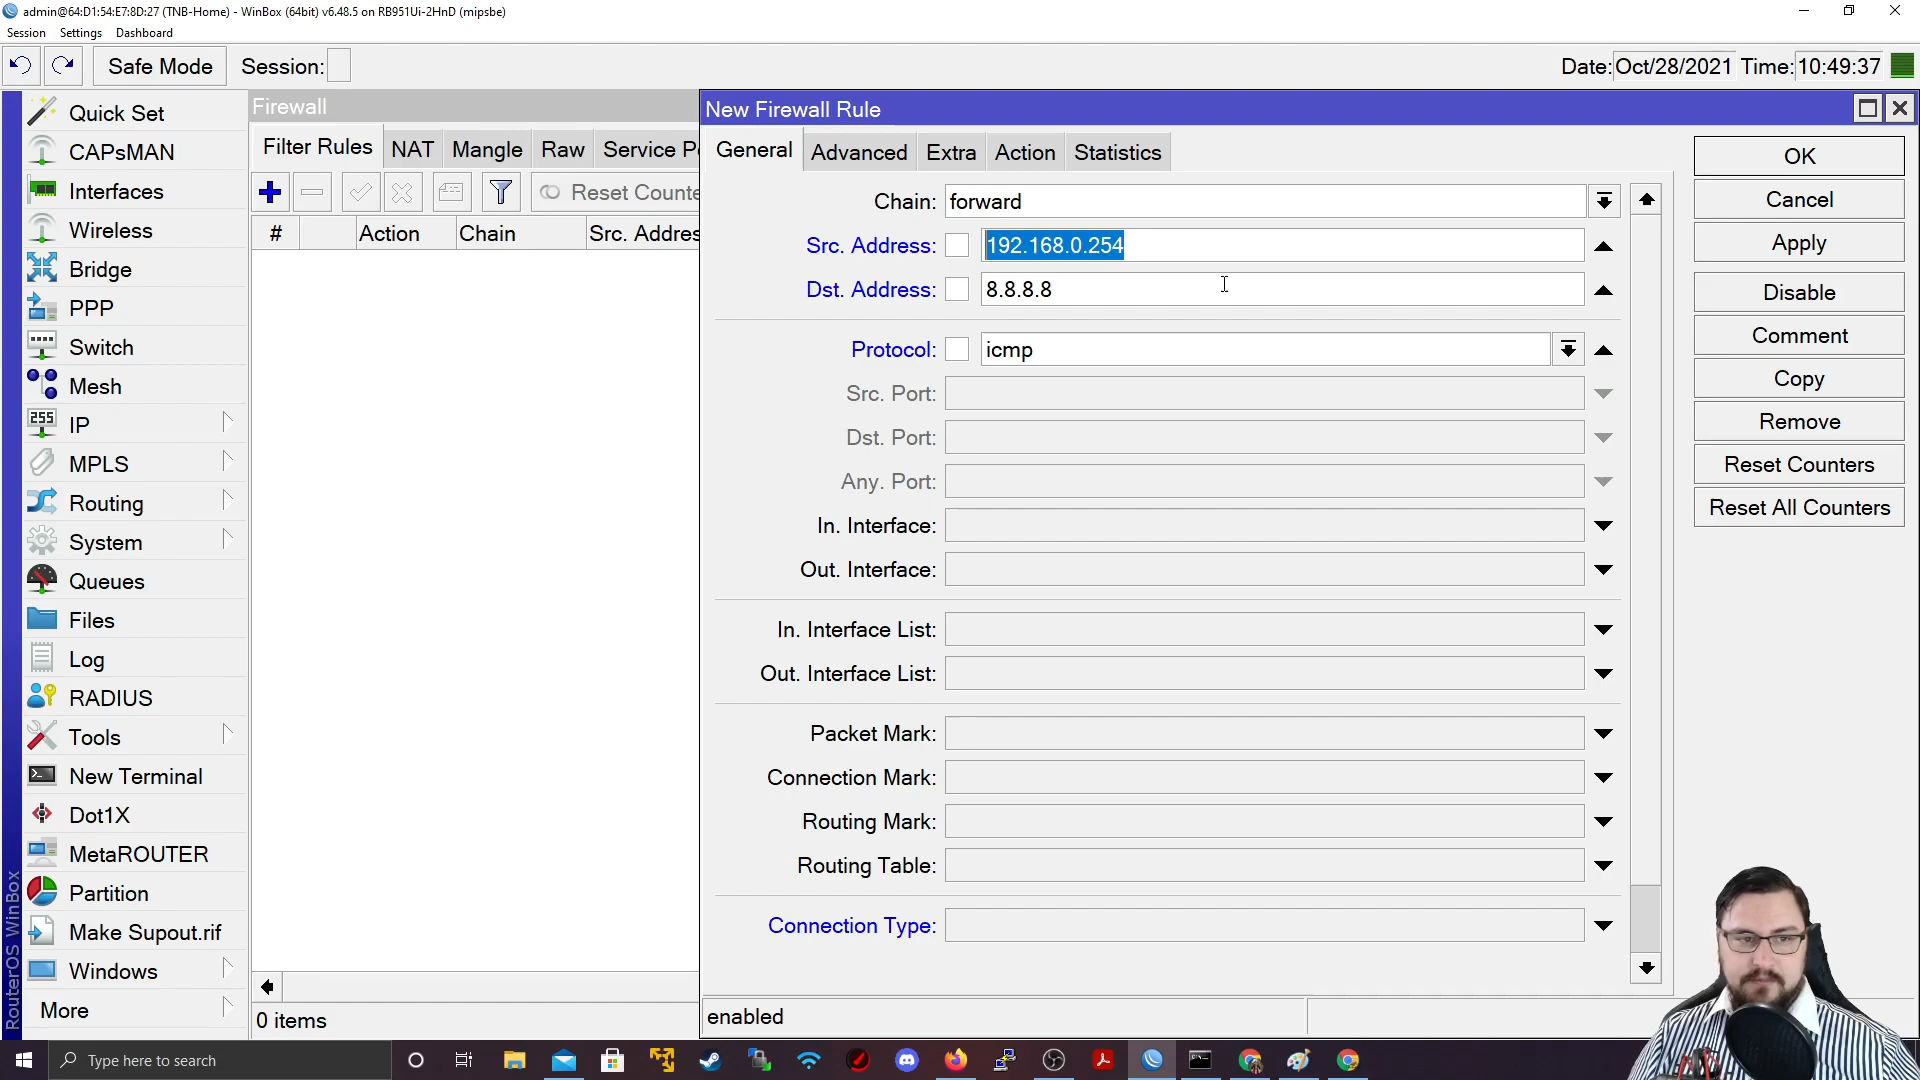 admin@64:D1:54:E7:8D:27 (TNB-Home) - WinBox (64bit) v6.48.5 on RB951Ui-2HnD (mipsbe)
Session Settings Dashboard
Safe Mode Session: Date: Oct/28/2021 Time: 10:49:37
Quick Set
CAPsMAN
Interfaces
Wireless
Bridge
PPP
Switch
Mesh
255 IP
MPLS
Routing
System
Queues
Files
Log
RADIUS
Tools
New Terminal
Dot1X
MetaROUTER
Partition
Make Supout.rif
Windows
More
RouterOS WinBox
Firewall
Filter Rules NAT Mangle Raw Service P
Reset Counte
# Action Chain Src. Addres
0 items
New Firewall Rule
General Advanced Extra Action Statistics
Chain: forward
Src. Address: 192.168.0.254
Dst. Address: 8.8.8.8
Protocol: icmp
Src. Port:
Dst. Port:
Any. Port:
In. Interface:
Out. Interface:
In. Interface List:
Out. Interface List:
Packet Mark:
Connection Mark:
Routing Mark:
Routing Table:
Connection Type:
enabled
OK
Cancel
Apply
Disable
Comment
Copy
Remove
Reset Counters
Reset All Counters
Type here to search